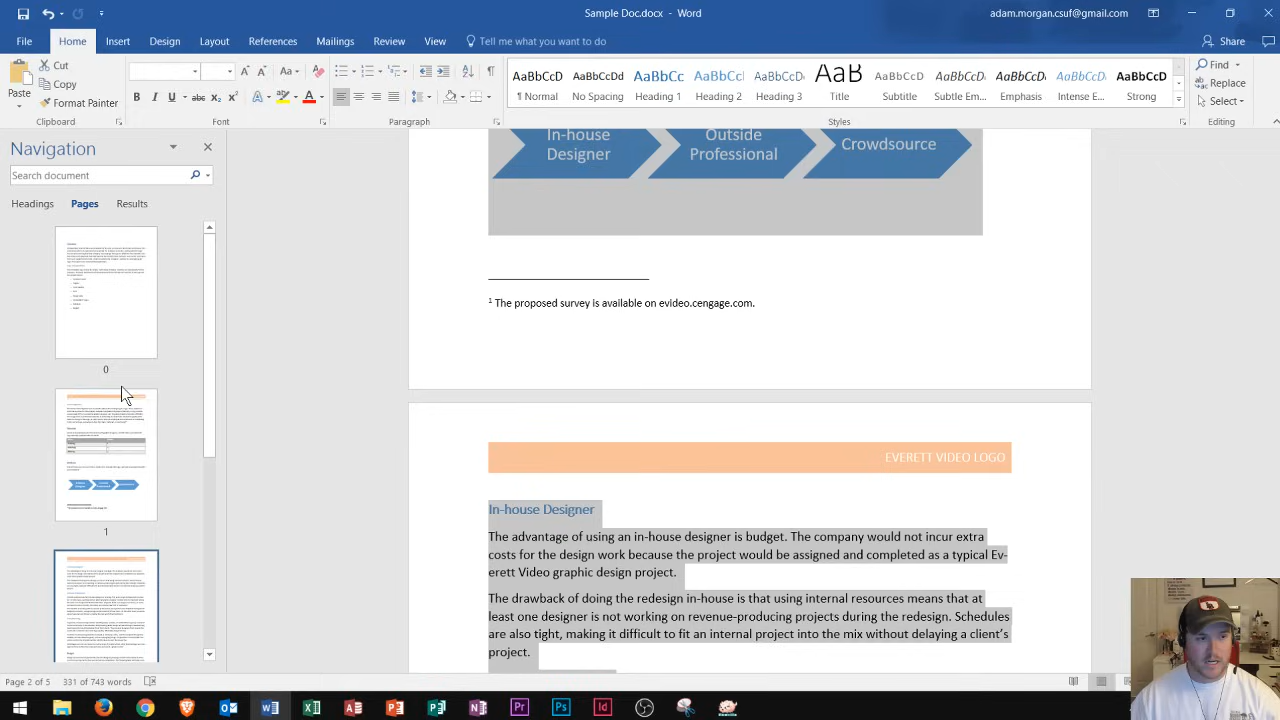 Sample Doc.docx - Word
Adam.morgan.csuf@gmail.com
File Home Insert Design Layout References Mailings Review View Tell me what you want to do Share
Paste
Cut
Copy
Format Painter
Clipboard
Aa
B I U abc X₂ X²
Font
Paragraph
AaBbCcD AaBbCcDd AaBbCc AaBbCcl AaBbCcD AaB AaBbCcD AaBbCcD AaBbCcD AaBbCcD AaBbCcD
¶ Normal No Spacing Heading 1 Heading 2 Heading 3 Title Subtitle Subtle Em... Emphasis Intense E... Strong
Styles
Find
Replace
Select
Editing
Navigation
Search document
Headings Pages Results
0
1
In-house
Designer
Outside
Professional
Crowdsource
1 The proposed survey is available on evideo.cengage.com.
EVERETT VIDEO LOGO
In-house Designer
The advantage of using an in-house designer is budget. The company would not incur extra
costs for the design work because the project would be assigned and completed as a typical Ev-
Video design project.
The drawback of doing the redesign in-house is that using internal resources means that at
designer is not working on revenue-producing work during the redesign. Schedules
also making it difficult to fit an internal project into the mix without delaying a client's
project.
Page 2 of 5 331 of 743 words